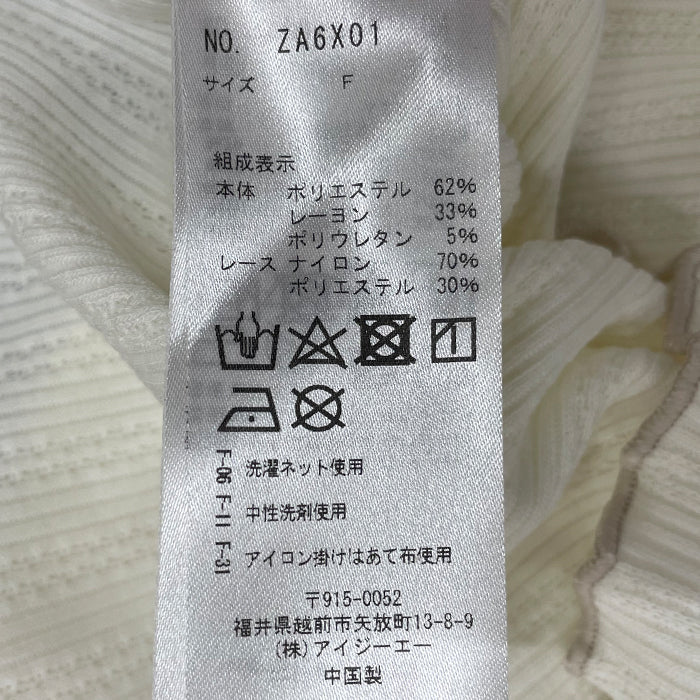 NO. ZA6X01
サイズ F
組成表示
本体 ポリエステル 62%
レーヨン 33%
ポリウレタン 5%
レース ナイロン 70%
ポリエステル 30%
F-06 洗濯ネット使用
F-11 中性洗剤使用
F-31 アイロン掛けはあて布使用
〒915-0052
福井県越前市矢放町13-8-9
(株)アイジーエー
中国製